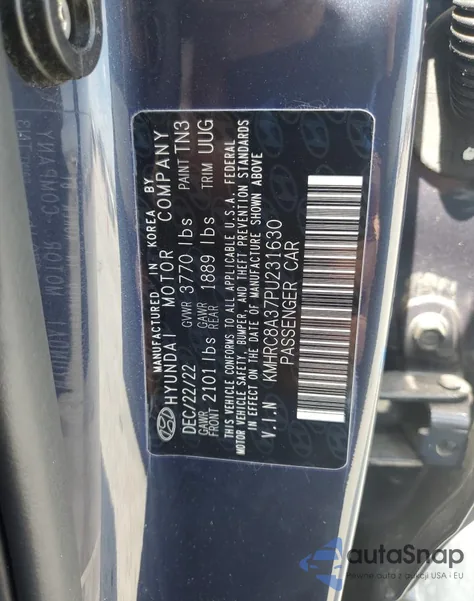 MANUFACTURED IN KOREA BY
HYUNDAI MOTOR COMPANY
DEC/22/22 GVWR 3770 lbs PAINT TN3
GAWR FRONT 2101 lbs GAWR REAR 1889 lbs TRIM UUG
THIS VEHICLE CONFORMS TO ALL APPLICABLE U.S.A. FEDERAL
MOTOR VEHICLE SAFETY, BUMPER, AND THEFT PREVENTION STANDARDS
IN EFFECT ON THE DATE OF MANUFACTURE SHOWN ABOVE
V.I.N KMHRC8A37PU231630
PASSENGER CAR
autoSnap